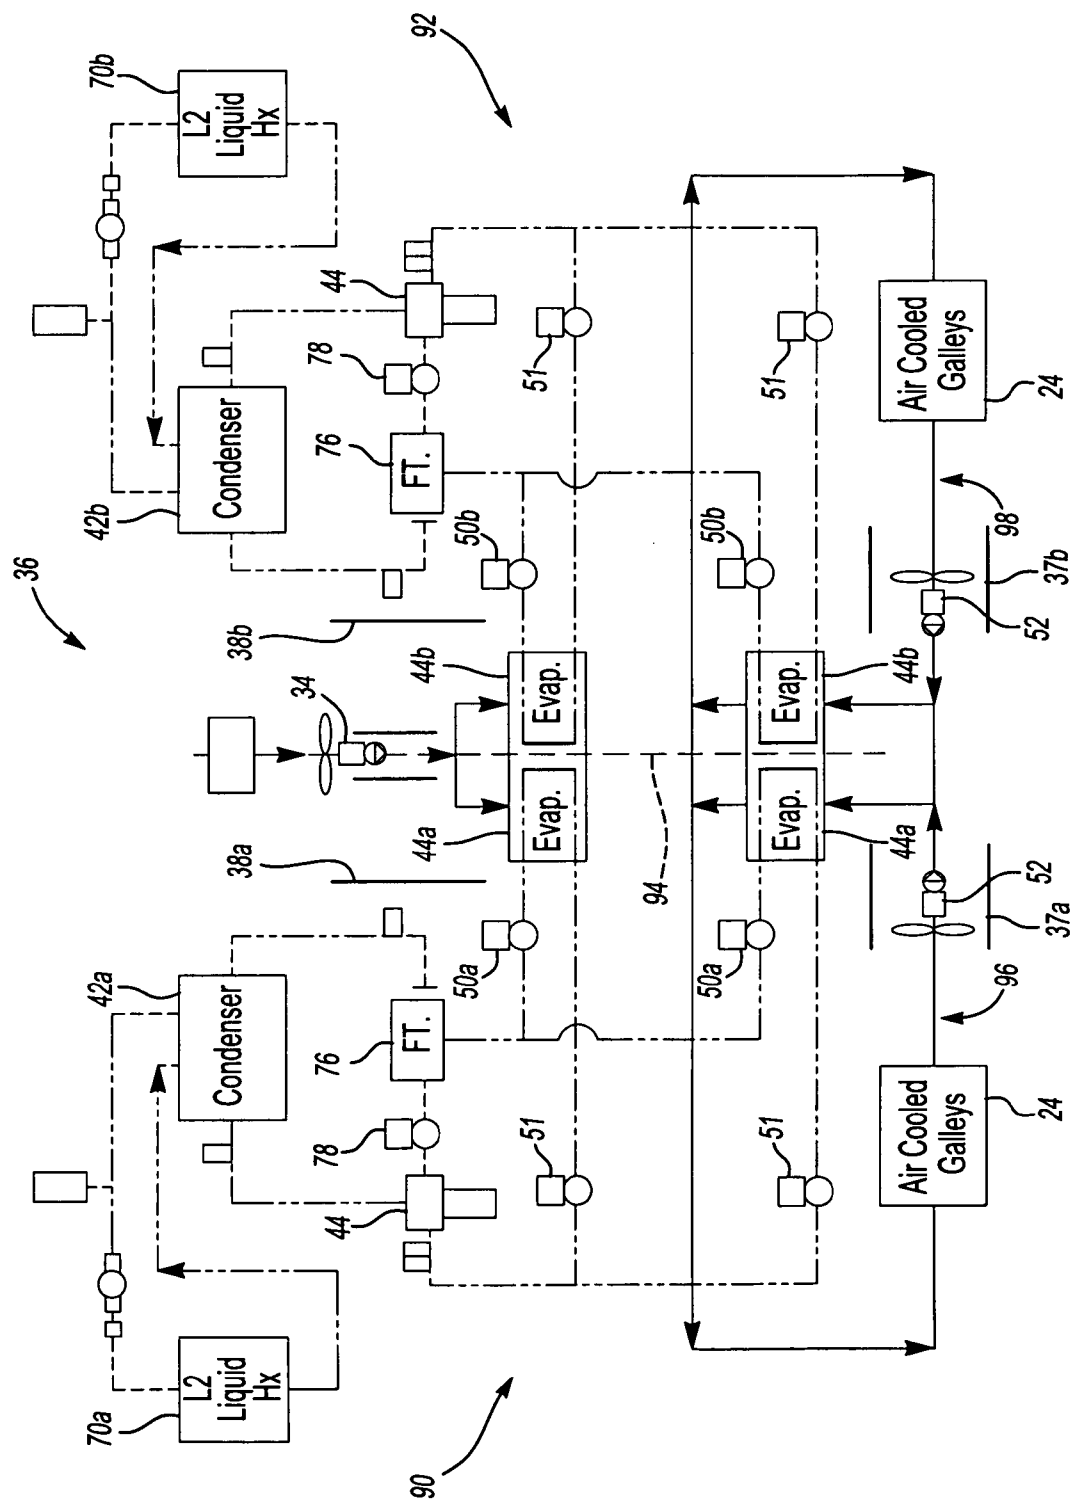 36
70a
42a
42b
70b
L2
Liquid
Hx
Condenser
Condenser
L2
Liquid
Hx
38a
38b
34
44
78
76
76
78
44
90
FT.
FT.
92
44a
44b
50a
50b
51
51
Evap.
Evap.
94
50a
50b
51
51
Evap.
Evap.
44a
44b
Air Cooled
Galleys
Air Cooled
Galleys
96
98
52
52
24
37a
37b
24